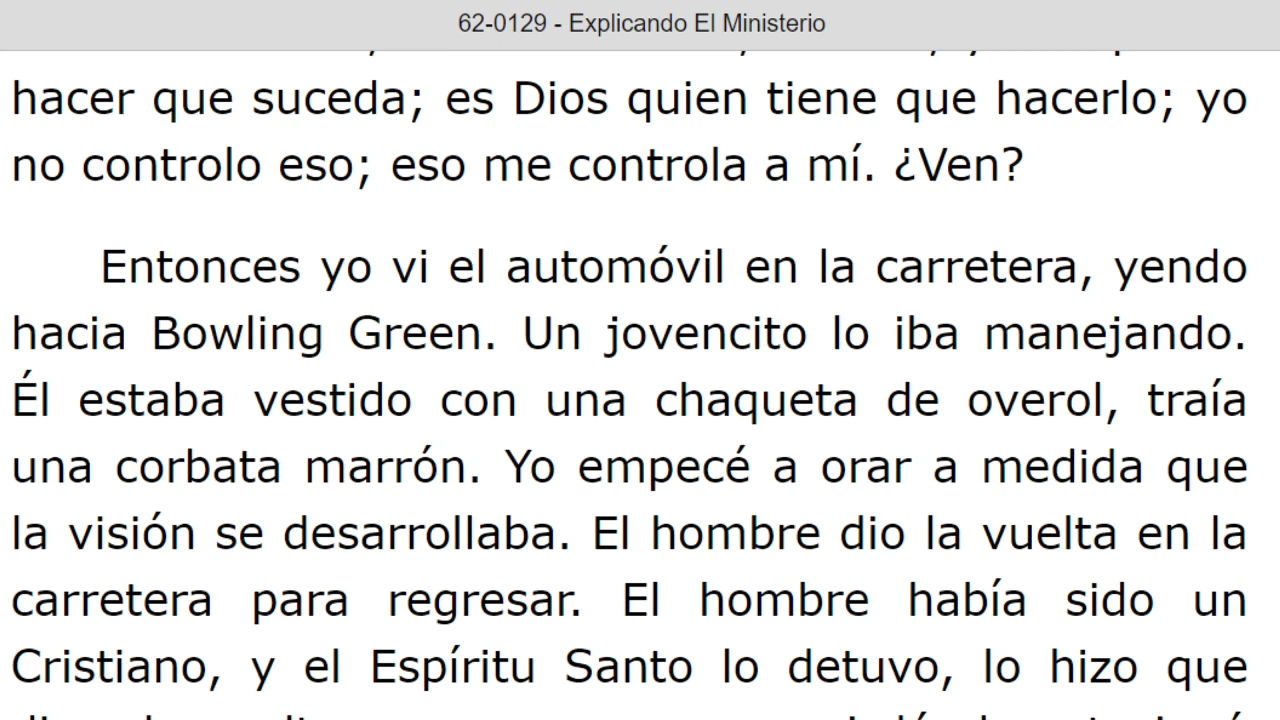 62-0129 - Explicando El Ministerio
hacer que suceda; es Dios quien tiene que hacerlo; yo
no controlo eso; eso me controla a mí. ¿Ven?
Entonces yo vi el automóvil en la carretera, yendo
hacia Bowling Green. Un jovencito lo iba manejando.
Él estaba vestido con una chaqueta de overol, traía
una corbata marrón. Yo empecé a orar a medida que
la visión se desarrollaba. El hombre dio la vuelta en la
carretera para regresar. El hombre había sido un
Cristiano, y el Espíritu Santo lo detuvo, lo hizo que